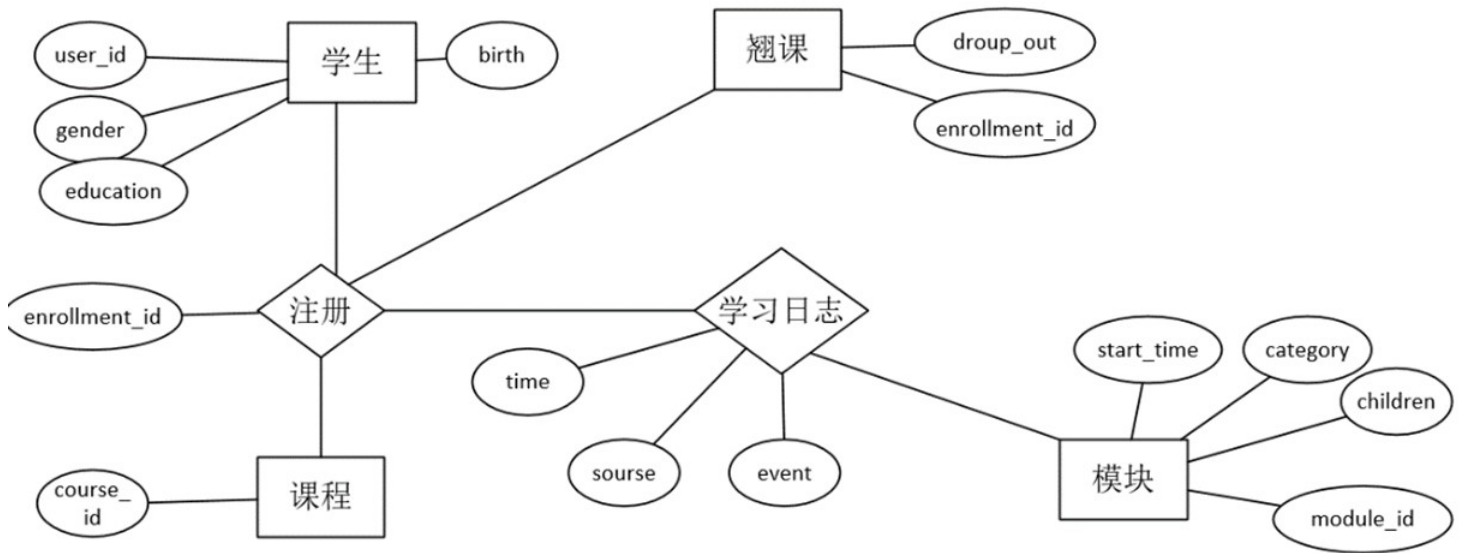 user_id
学生
birth
翘课
droup_out
gender
enrollment_id
education
enrollment_id
注册
学习日志
time
start_time
category
children
sourse
event
模块
course_
id
课程
module_id